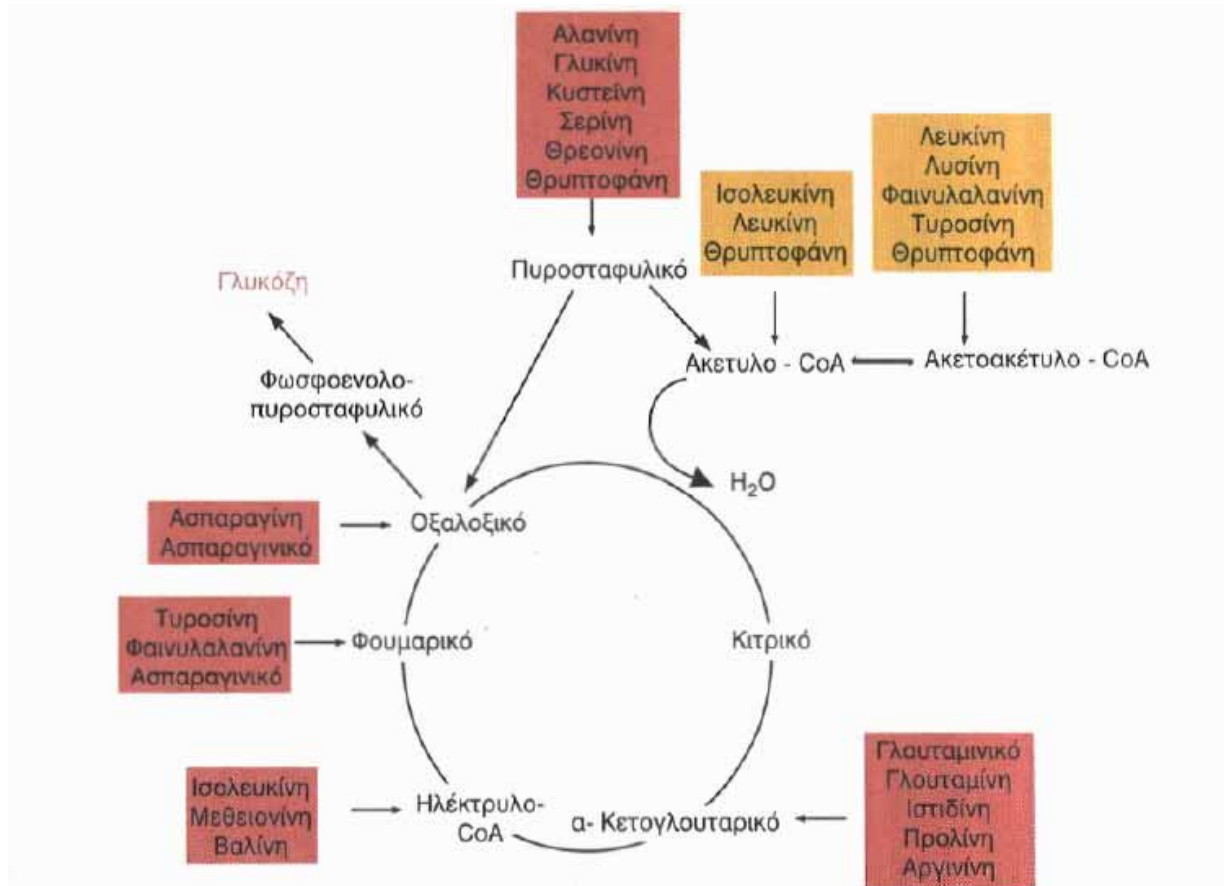 Αλανίνη
Γλυκίνη
Κυστεΐνη
Σερίνη
Θρεονίνη
Θρυπτοφάνη
Λευκίνη
Λυσίνη
Φαινυλαλανίνη
Τυροσίνη
Θρυπτοφάνη
Ισολευκίνη
Λευκίνη
Θρυπτοφάνη
Πυροσταφυλικό
Γλυκόζη
Ακετυλο - CoA
Ακετοακέτυλο - CoA
Φωσφοενολο-
πυροσταφυλικό
H₂O
Ασπαραγίνη
Ασπαραγινικό
Οξαλοξικό
Τυροσίνη
Φαινυλαλανίνη
Ασπαραγινικό
Φουμαρικό
Κιτρικό
Ισολευκίνη
Μεθειονίνη
Βαλίνη
Ηλέκτρυλο-
CoA
α- Κετογλουταρικό
Γλουταμινικό
Γλουταμίνη
Ιστιδίνη
Προλίνη
Αργινίνη